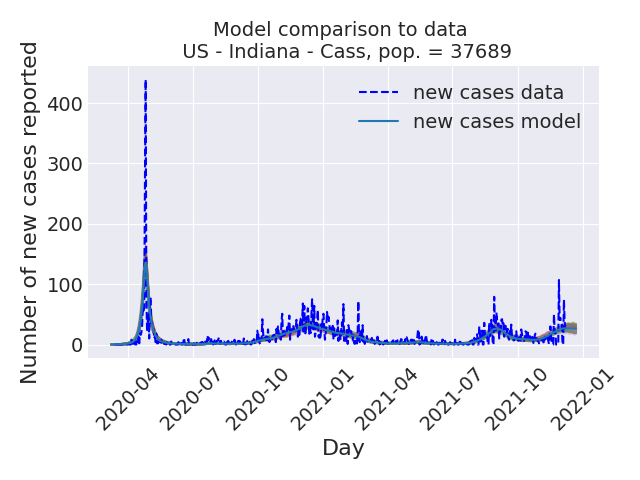 Model comparison to data
US - Indiana - Cass, pop. = 37689
Number of new cases reported
400
300
200
100
0
new cases data
new cases model
2020-04
2020-07
2020-10
2021-01
2021-04
2021-07
2021-10
2022-01
Day